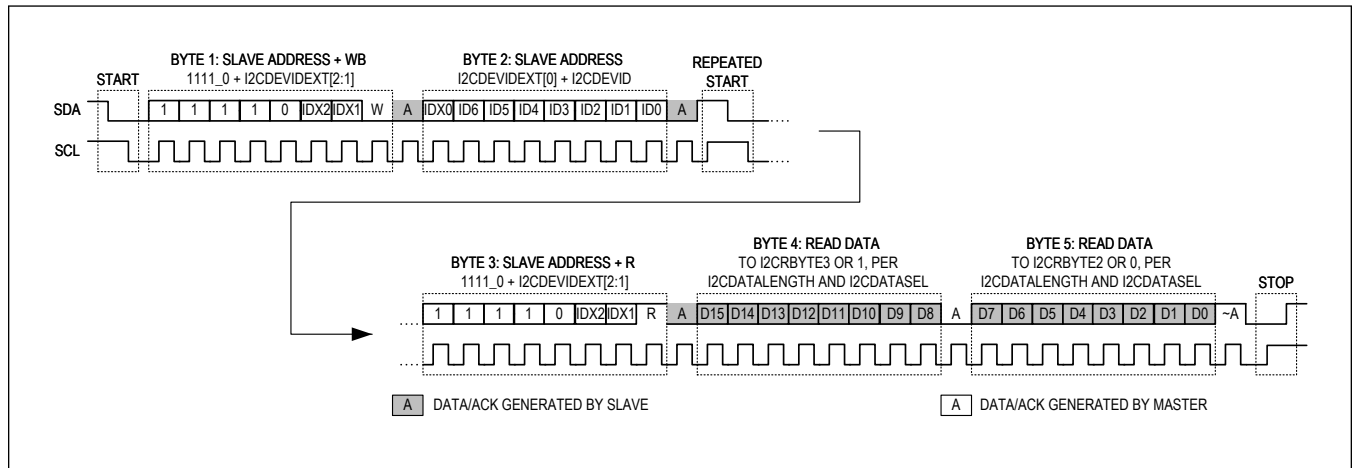 BYTE 1: SLAVE ADDRESS + WB
1111_0 + I2CDEVIDEXT[2:1]
BYTE 2: SLAVE ADDRESS
I2CDEVIDEXT[0] + I2CDEVID
START
REPEATED
START
SDA 1 1 1 1 0 IDX2 IDX1 W A IDX0 ID6 ID5 ID4 ID3 ID2 ID1 ID0 A ....
SCL ....
BYTE 3: SLAVE ADDRESS + R
1111_0 + I2CDEVIDEXT[2:1]
BYTE 4: READ DATA
TO I2CRBYTE3 OR 1, PER
I2CDATALENGTH AND I2CDATASEL
BYTE 5: READ DATA
TO I2CRBYTE2 OR 0, PER
I2CDATALENGTH AND I2CDATASEL
STOP
.... 1 1 1 1 0 IDX2 IDX1 R A D15 D14 D13 D12 D11 D10 D9 D8 A D7 D6 D5 D4 D3 D2 D1 D0 ~A
....
A DATA/ACK GENERATED BY SLAVE
A DATA/ACK GENERATED BY MASTER